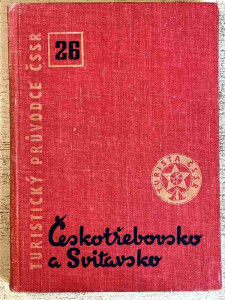 TURISTICKÝ PRŮVODCE ČSSR
26
TURISTA ČSSR
Českotřebovsko
a Svitavsko